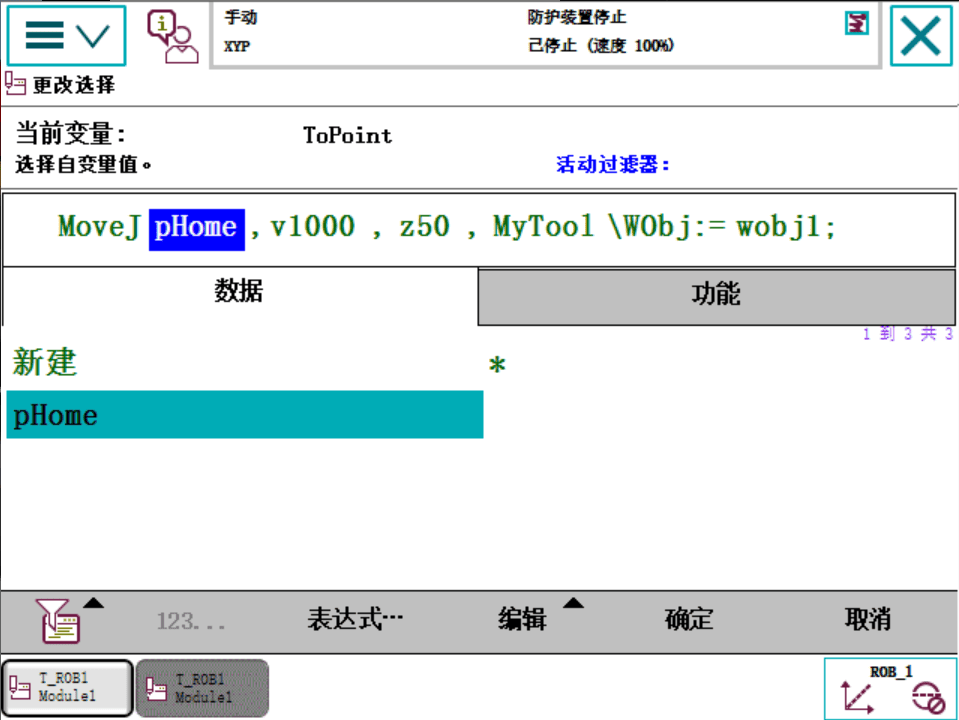 手动
XYP
防护装置停止
己停止 (速度 100%)
更改选择
当前变量: ToPoint
选择自变量值。 活动过滤器:
MoveJ pHome , v1000 , z50 , MyTool \WObj:= wobj1;
数据 功能
1 到 3 共 3
新建 *
pHome
123... 表达式… 编辑 确定 取消
T_ROB1
Module1
T_ROB1
Module1
ROB_1